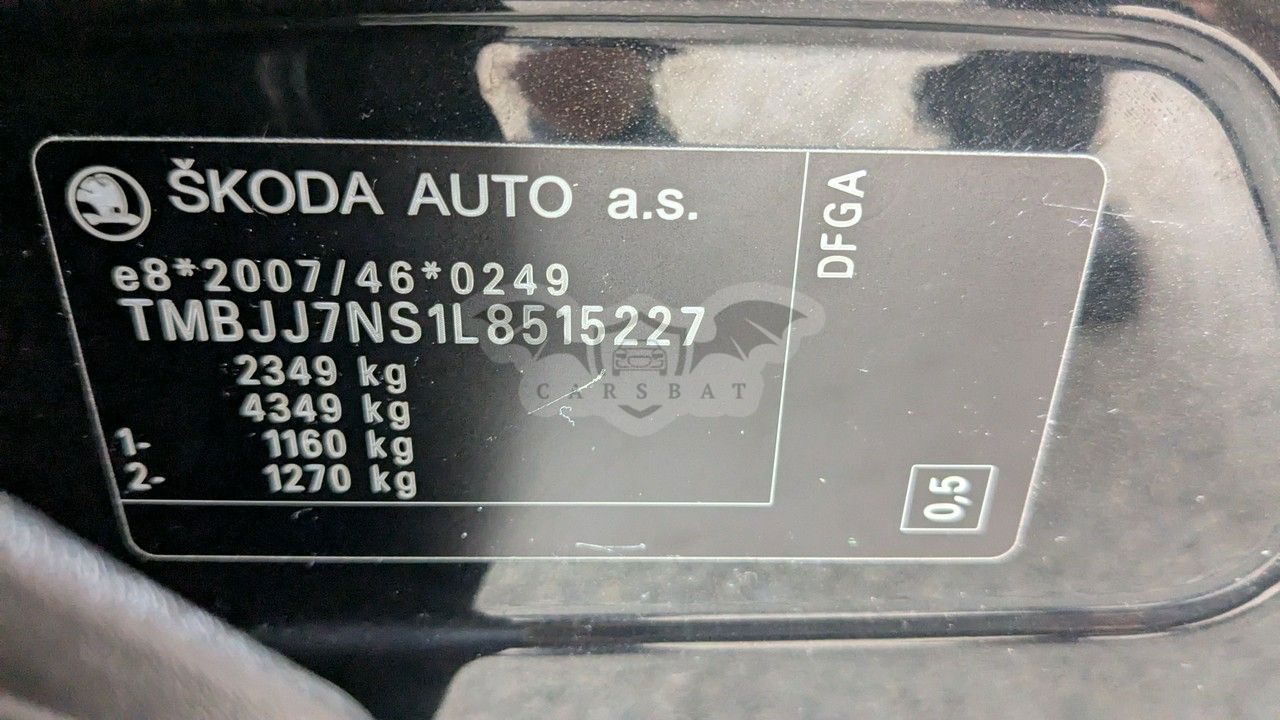 ŠKODA AUTO a.s.
e8*2007/46*0249
TMBJJ7NS1L8515227
2349 kg
4349 kg
1- 1160 kg
2- 1270 kg
DFGA
0,5
CARSBAT